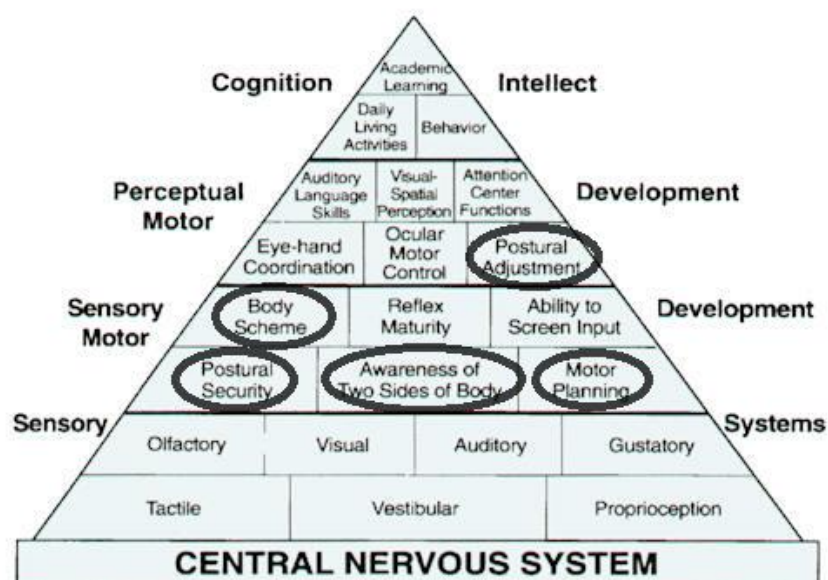 Academic
Learning
Cognition
Intellect
Daily
Living
Activities
Behavior
Auditory
Language
Skills
Visual-
Spatial
Perception
Attention
Center
Functions
Perceptual
Motor
Development
Eye-hand
Coordination
Ocular
Motor
Control
Postural
Adjustment
Sensory
Motor
Development
Body
Scheme
Reflex
Maturity
Ability to
Screen Input
Postural
Security
Awareness of
Two Sides of Body
Motor
Planning
Sensory
Systems
Olfactory
Visual
Auditory
Gustatory
Tactile
Vestibular
Proprioception
CENTRAL NERVOUS SYSTEM